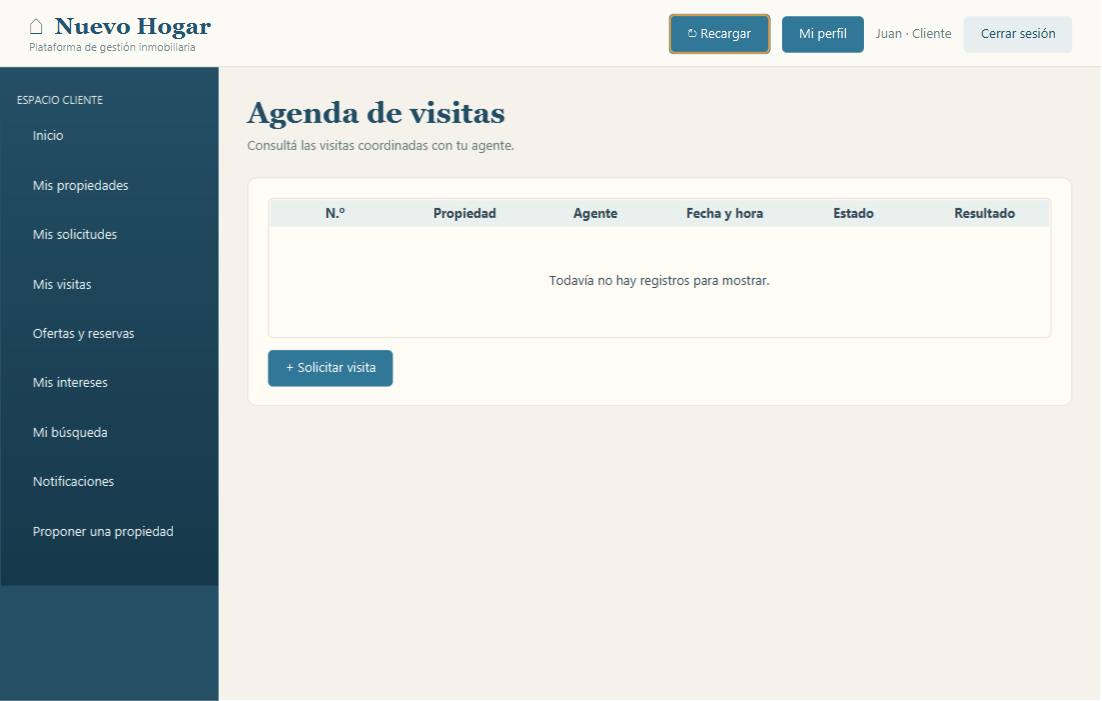 Nuevo Hogar
Plataforma de gestión inmobiliaria
Recargar
Mi perfil
Juan · Cliente
Cerrar sesión
ESPACIO CLIENTE
Inicio
Mis propiedades
Mis solicitudes
Mis visitas
Ofertas y reservas
Mis intereses
Mi búsqueda
Notificaciones
Proponer una propiedad
Agenda de visitas
Consultá las visitas coordinadas con tu agente.
N.º Propiedad Agente Fecha y hora Estado Resultado
Todavía no hay registros para mostrar.
+ Solicitar visita